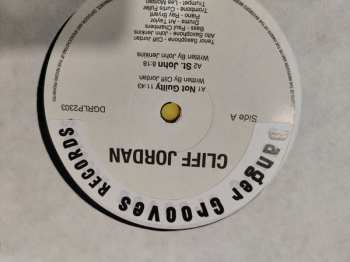 Danger Grooves RECORDS
CLIFF JORDAN
Side A
DGRLP2303
A1 Not Guilty 11:43
Written By Cliff Jordan
A2 St. John 8:18
Written By John Jenkins
Tenor Saxophone - Cliff Jordan
Alto Saxophone - John Jenkins
Bass - Paul Chambers
Drums - Art Taylor
Piano - Ray Bryant
Trombone - Curtis Fuller
Trumpet - Lee Morgan